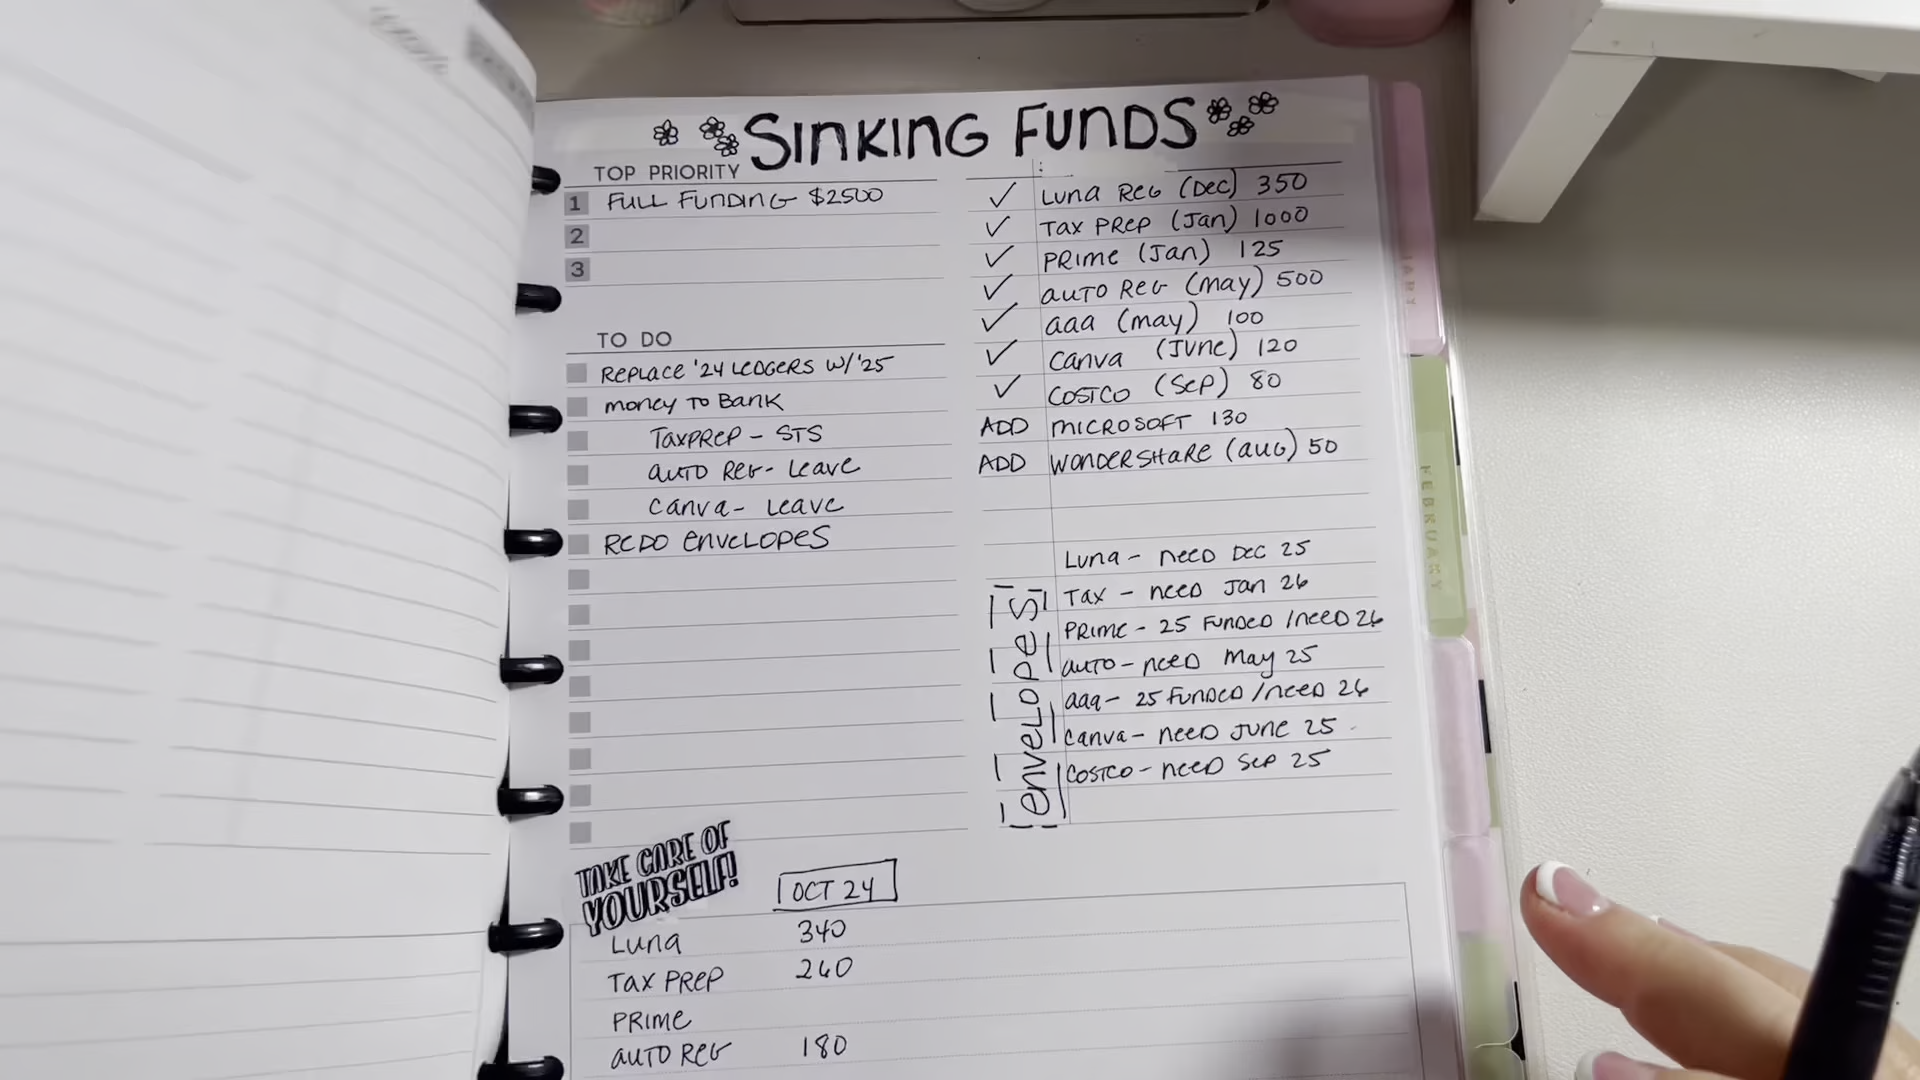 SINKING FUNDS
TOP PRIORITY
1 FULL FUNDING $2500
2
3
TO DO
REPLACE '24 LEDGERS W/'25
money TO BANK
TAXPREP - STS
AUTO REG - Leave
Canva - Leave
REDO ENVELOPES
✓ Luna REG (Dec) 350
✓ Tax PREP (Jan) 1000
✓ PRIME (Jan) 125
✓ AUTO REG (may) 500
✓ aaa (may) 100
✓ Canva (June) 120
✓ COSTCO (Sep) 80
ADD MICROSOFT 130
ADD WONDERSHARE (aug) 50
ENVELOPES
Luna - need Dec 25
Tax - need Jan 26
PRIME - 25 Funded / need 26
auto - need May 25
aaa - 25 Funded / need 26
Canva - need June 25
COSTCO - need Sep 25
TAKE CARE OF
YOURSELF!
OCT 24
Luna 340
Tax PREP 260
PRIME
AUTO REG 180
FEBRUARY